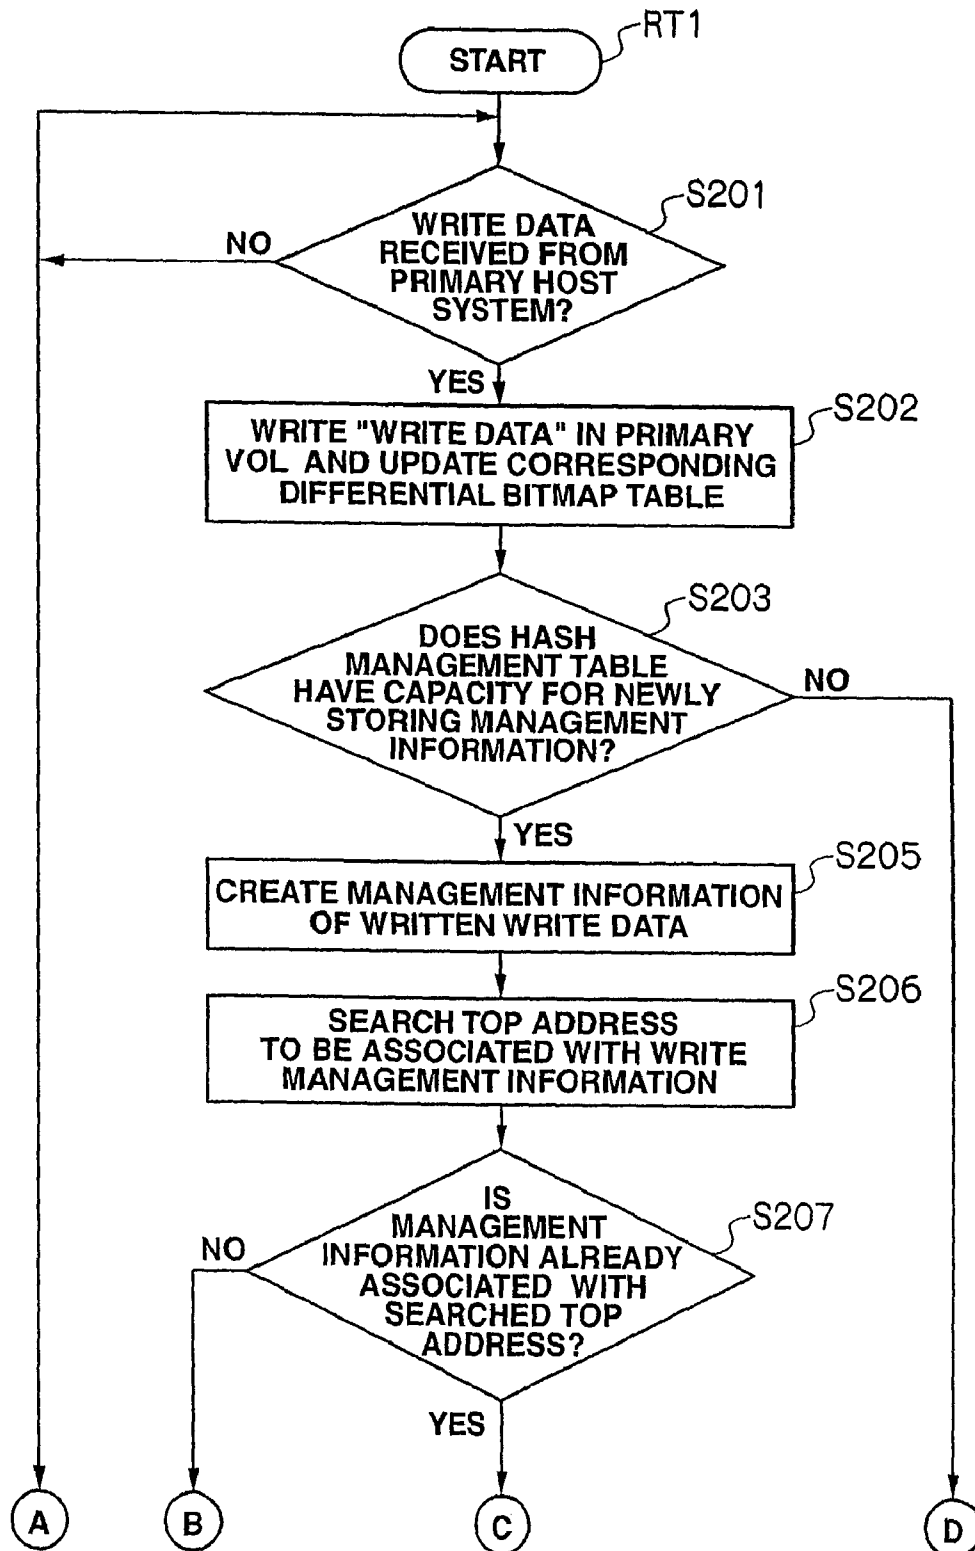 RT1
START
S201
WRITE DATA
RECEIVED FROM
PRIMARY HOST
SYSTEM?
NO
YES
S202
WRITE "WRITE DATA" IN PRIMARY
VOL AND UPDATE CORRESPONDING
DIFFERENTIAL BITMAP TABLE
S203
DOES HASH
MANAGEMENT TABLE
HAVE CAPACITY FOR NEWLY
STORING MANAGEMENT
INFORMATION?
NO
YES
S205
CREATE MANAGEMENT INFORMATION
OF WRITTEN WRITE DATA
S206
SEARCH TOP ADDRESS
TO BE ASSOCIATED WITH WRITE
MANAGEMENT INFORMATION
S207
IS
MANAGEMENT
INFORMATION ALREADY
ASSOCIATED WITH
SEARCHED TOP
ADDRESS?
NO
YES
A
B
C
D